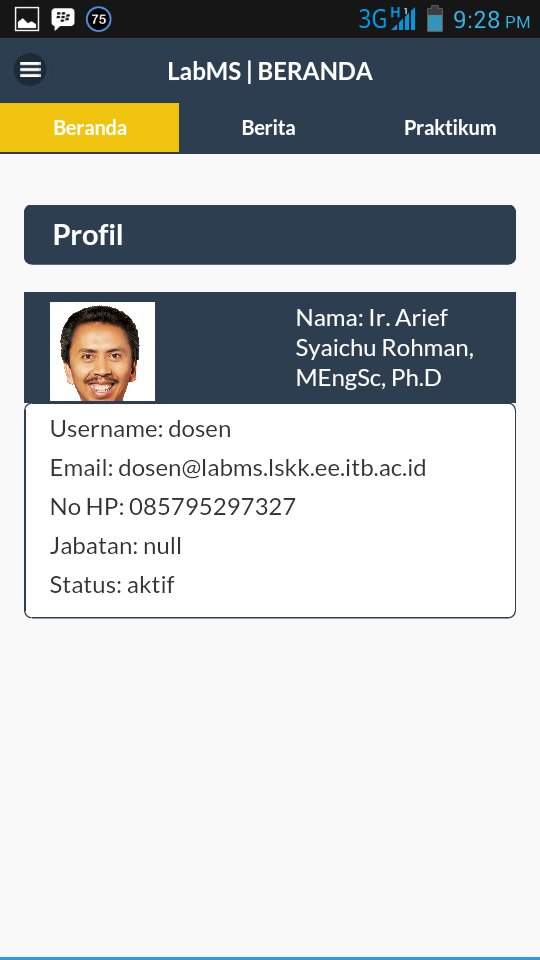 75
3G H 1 9:28 PM
LabMS | BERANDA
Beranda Berita Praktikum
Profil
Nama: Ir. Arief
Syaichu Rohman,
MEngSc, Ph.D
Username: dosen
Email: dosen@labms.lskk.ee.itb.ac.id
No HP: 085795297327
Jabatan: null
Status: aktif